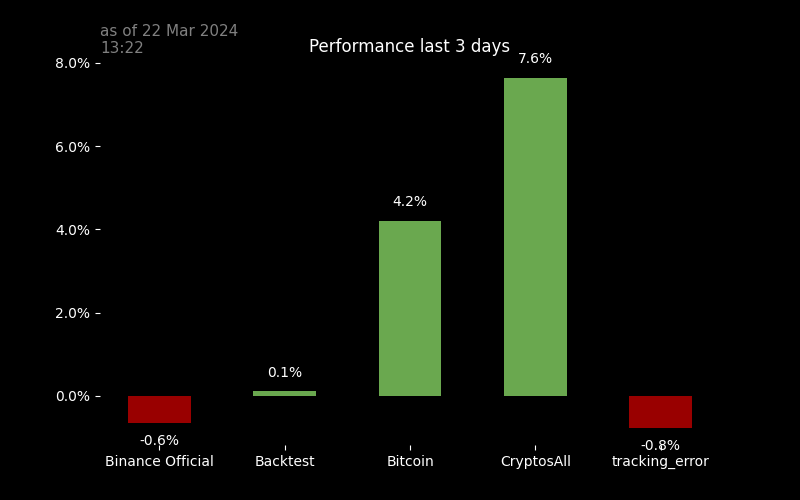 as of 22 Mar 2024
13:22
Performance last 3 days
8.0%
6.0%
4.0%
2.0%
0.0%
-0.6%
0.1%
4.2%
7.6%
-0.8%
Binance Official
Backtest
Bitcoin
CryptosAll
tracking_error